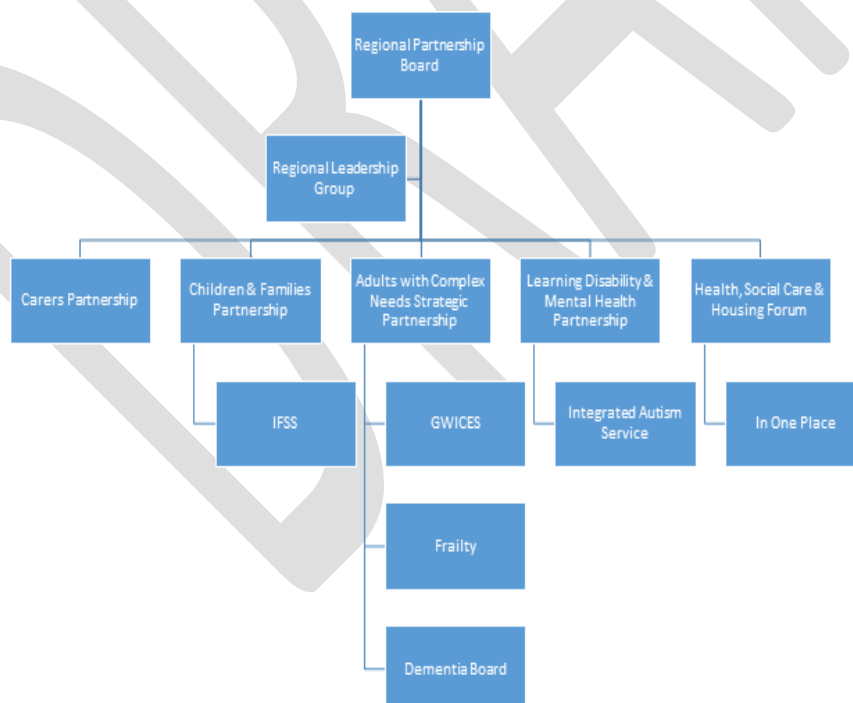 Regional Partnership
Board
Regional Leadership
Group
Carers Partnership
Children & Families
Partnership
Adults with Complex
Needs Strategic
Partnership
Learning Disability &
Mental Health
Partnership
Health, Social Care &
Housing Forum
IFSS
GWICES
Integrated Autism
Service
In One Place
Frailty
Dementia Board